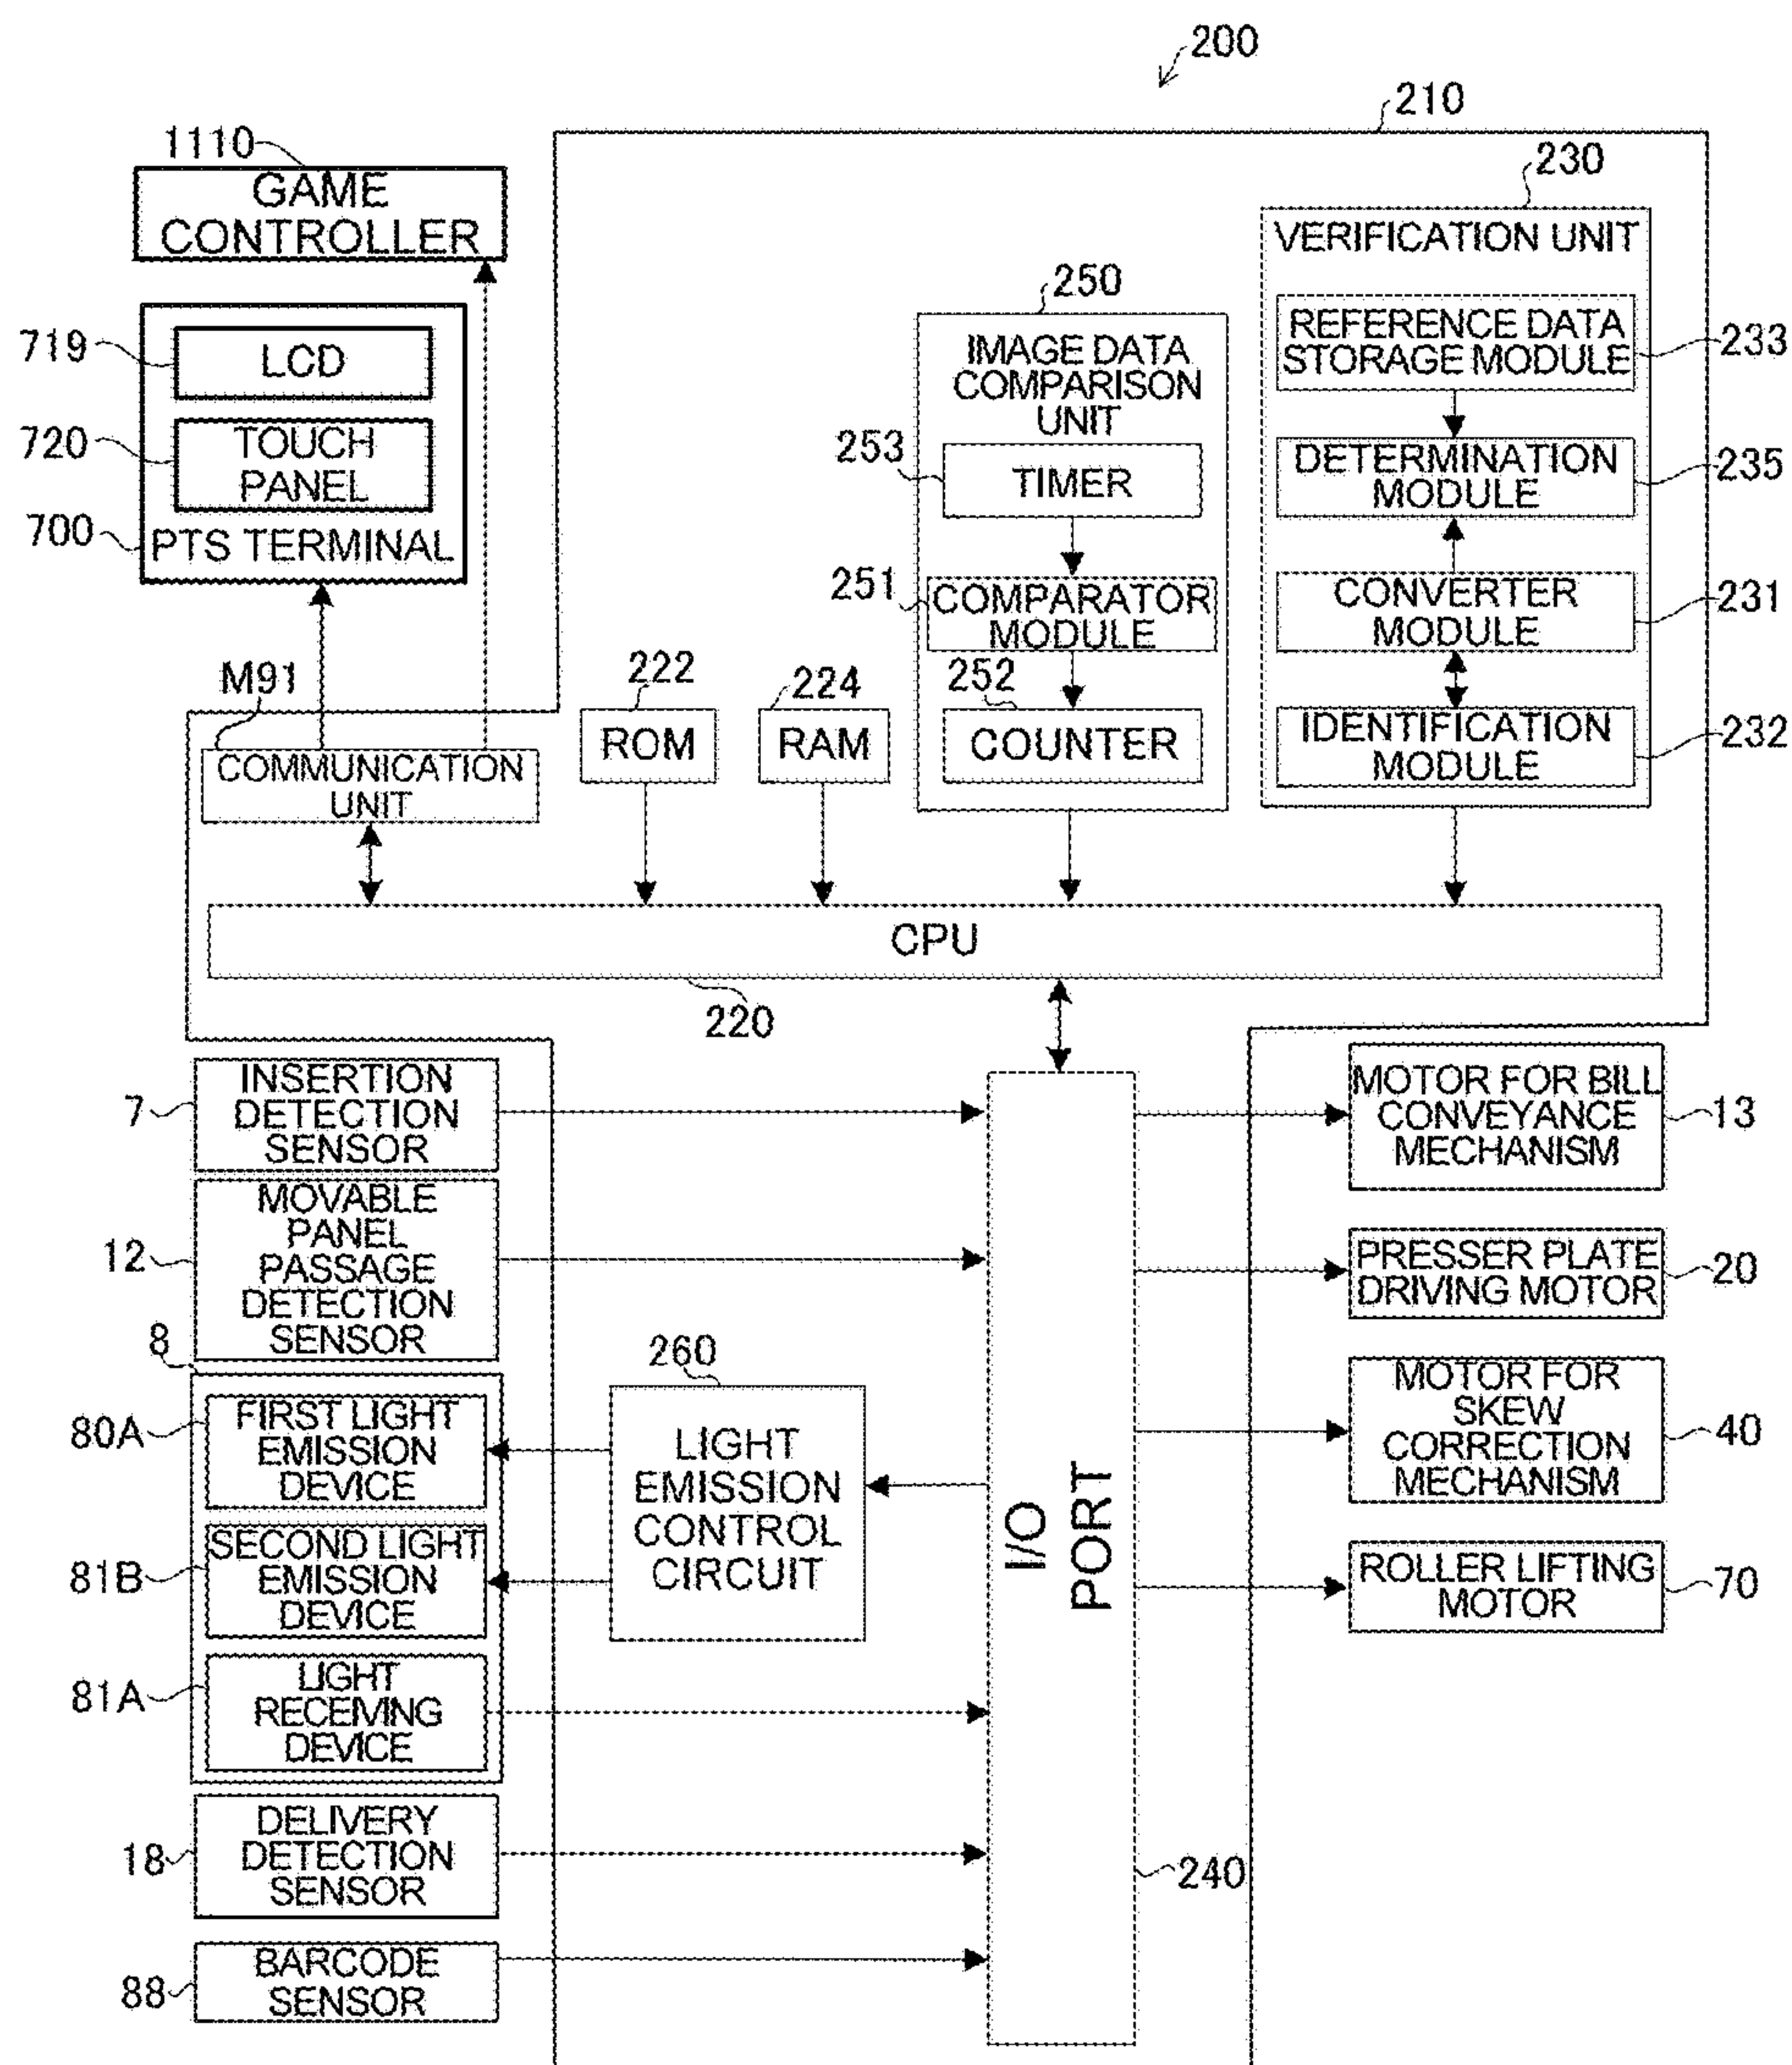 200
210
1110
GAME
CONTROLLER
719
LCD
720
TOUCH
PANEL
700
PTS TERMINAL
230
VERIFICATION UNIT
REFERENCE DATA
STORAGE MODULE
233
DETERMINATION
MODULE
235
CONVERTER
MODULE
231
IDENTIFICATION
MODULE
232
250
IMAGE DATA
COMPARISON
UNIT
253
TIMER
251
COMPARATOR
MODULE
252
COUNTER
M91
COMMUNICATION
UNIT
222
ROM
224
RAM
CPU
220
7
INSERTION
DETECTION
SENSOR
12
MOVABLE
PANEL
PASSAGE
DETECTION
SENSOR
8
80A
FIRST LIGHT
EMISSION
DEVICE
81B
SECOND LIGHT
EMISSION
DEVICE
81A
LIGHT
RECEIVING
DEVICE
18
DELIVERY
DETECTION
SENSOR
88
BARCODE
SENSOR
260
LIGHT
EMISSION
CONTROL
CIRCUIT
I/O
PORT
240
MOTOR FOR BILL
CONVEYANCE
MECHANISM
13
PRESSER PLATE
DRIVING MOTOR
20
MOTOR FOR
SKEW
CORRECTION
MECHANISM
40
ROLLER LIFTING
MOTOR
70